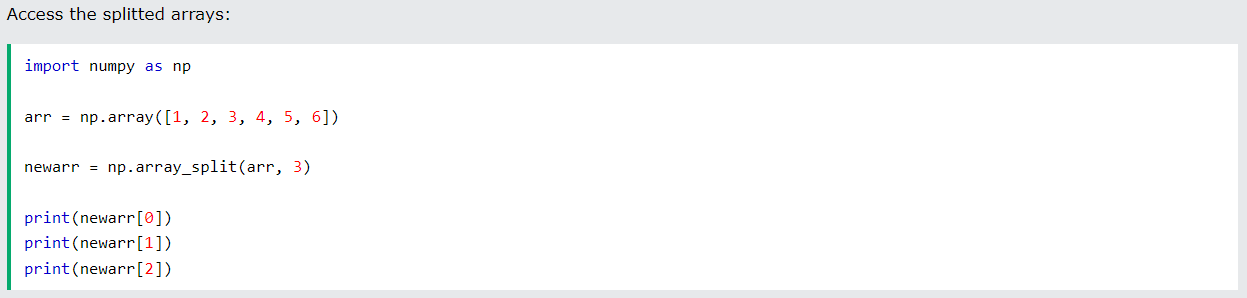 Access the splitted arrays:
import numpy as np
arr = np.array([1, 2, 3, 4, 5, 6])
newarr = np.array_split(arr, 3)
print(newarr[0])
print(newarr[1])
print(newarr[2])